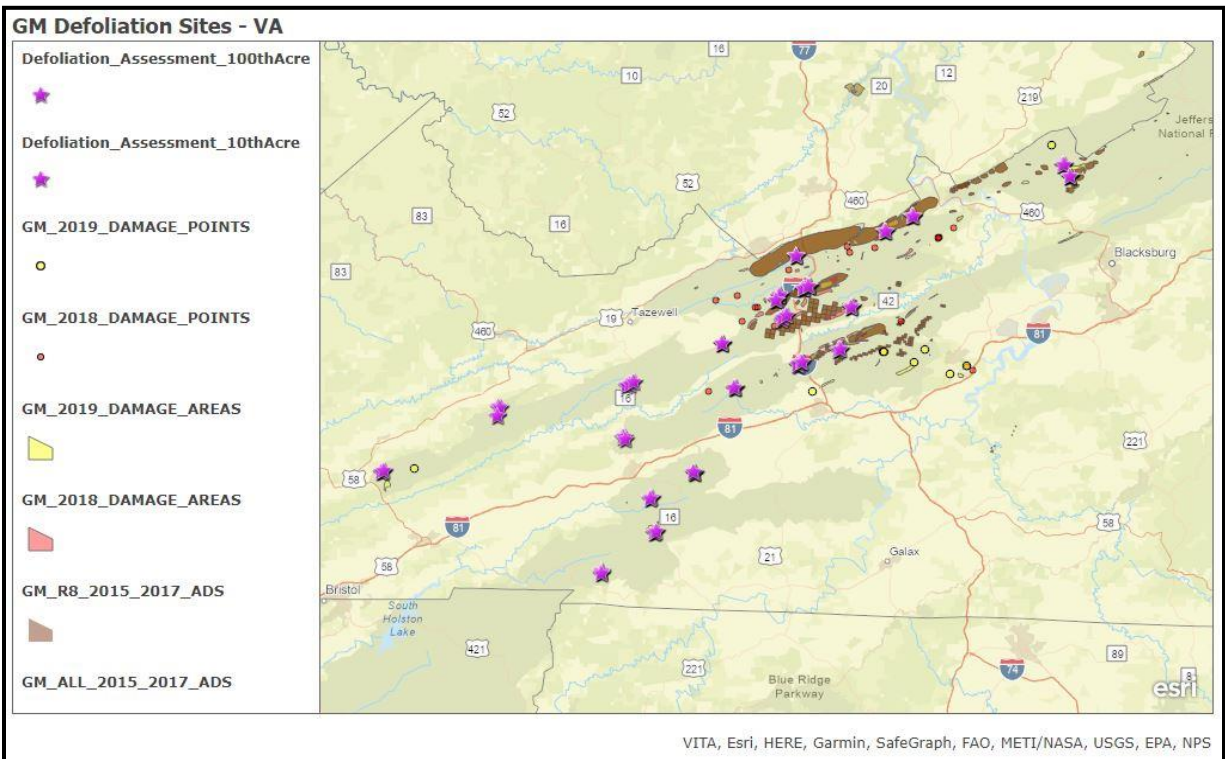 GM Defoliation Sites - VA
Defoliation_Assessment_100thAcre
Defoliation_Assessment_10thAcre
GM_2019_DAMAGE_POINTS
GM_2018_DAMAGE_POINTS
GM_2019_DAMAGE_AREAS
GM_2018_DAMAGE_AREAS
GM_R8_2015_2017_ADS
GM_ALL_2015_2017_ADS
16
77
10
20
12
219
52
Jeffers
National F
52
460
83
16
460
Blacksburg
83
42
19
Tazewell
460
81
16
81
221
58
16
81
58
21
Galax
58
Bristol
South
Holston
Lake
421
221
74
89
8
Blue Ridge
Parkway
esri
VITA, Esri, HERE, Garmin, SafeGraph, FAO, METI/NASA, USGS, EPA, NPS